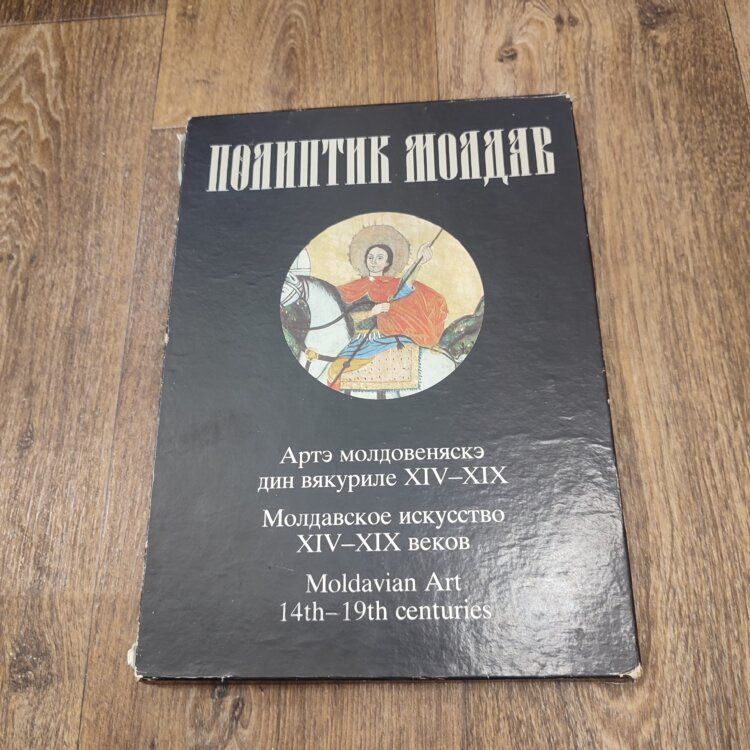 ПОЛИПТИК МОЛДАВ
Артэ молдовеняскэ
дин вякуриле XIV–XIX
Молдавское искусство
XIV–XIX веков
Moldavian Art
14th–19th centuries